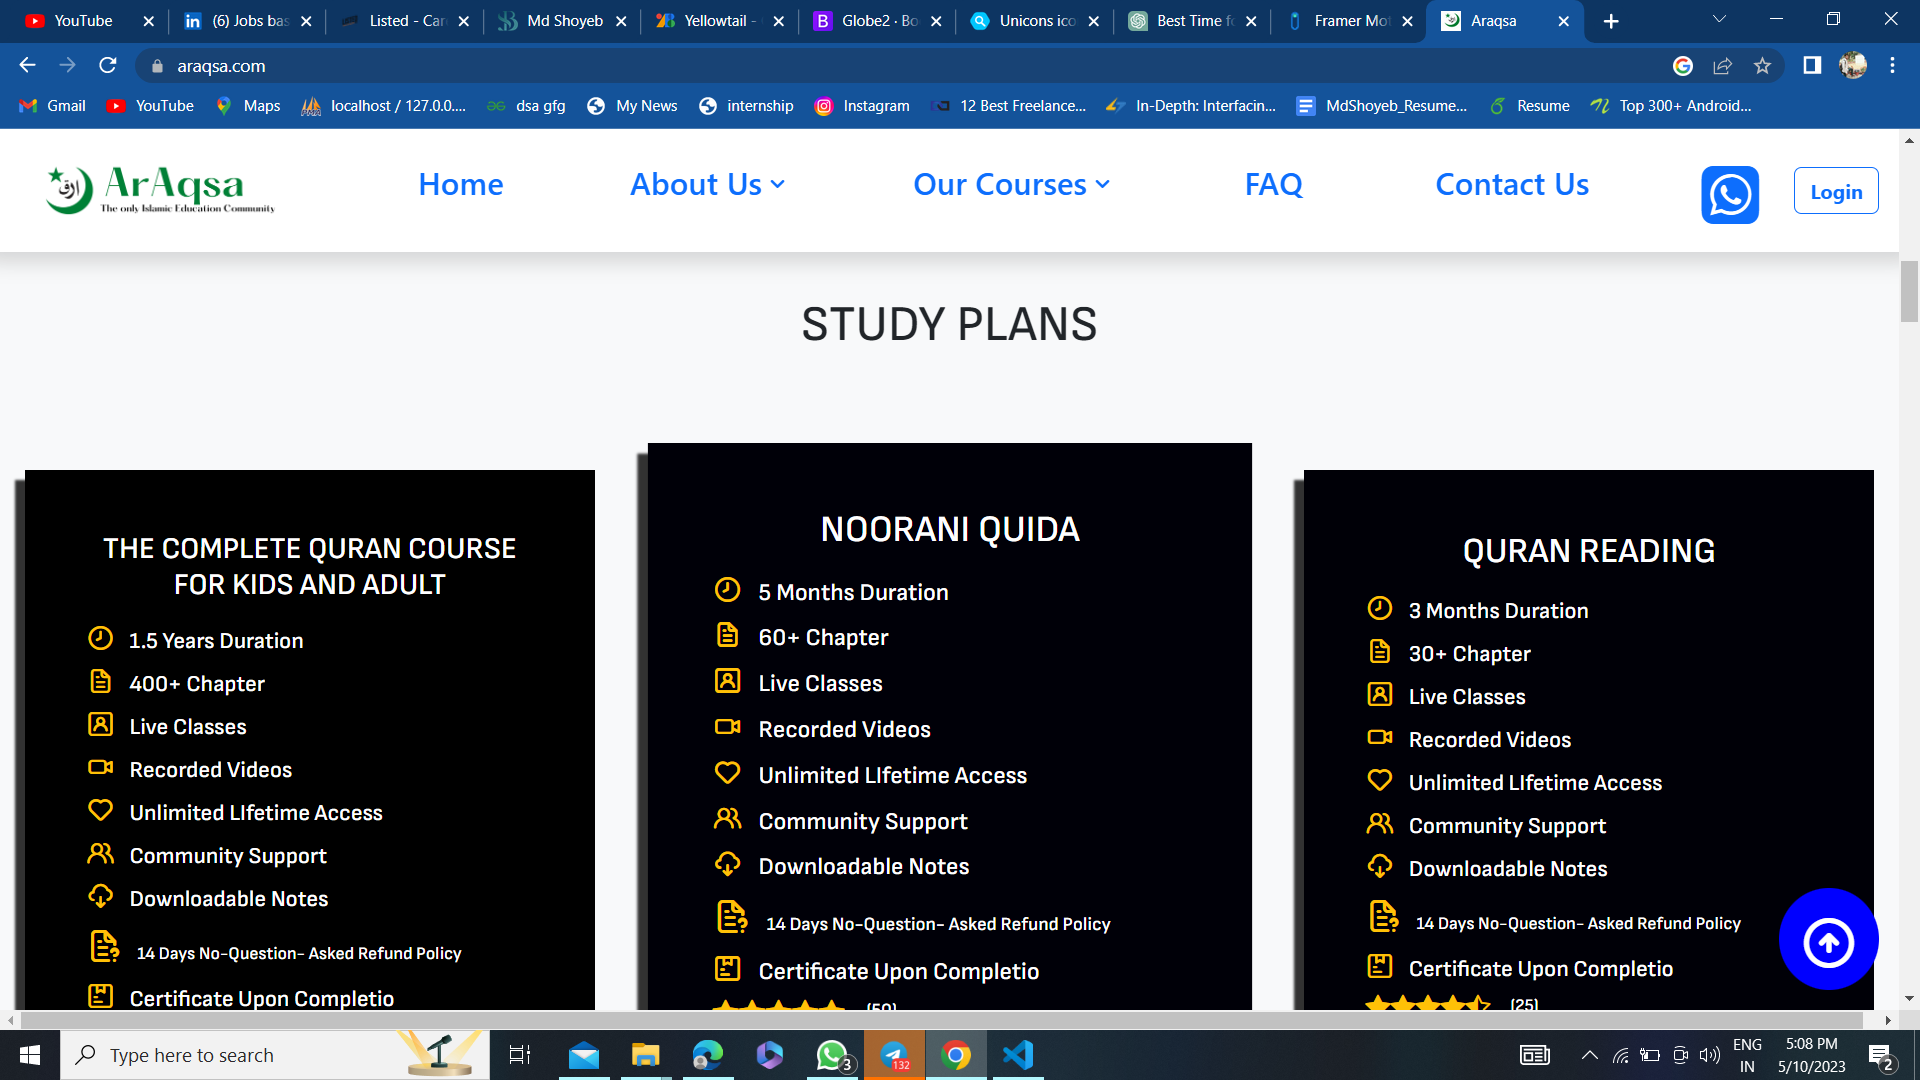 YouTube
(6) Jobs bas
Listed - Car
Md Shoyeb
Yellowtail -
Globe2 · Bo
Unicons ico
Best Time fo
Framer Mot
Araqsa
araqsa.com
Gmail
YouTube
Maps
localhost / 127.0.0....
dsa gfg
My News
internship
Instagram
12 Best Freelance...
In-Depth: Interfacin...
MdShoyeb_Resume...
Resume
Top 300+ Android...
ارق
ArAqsa
The only Islamic Education Community
Home
About Us
Our Courses
FAQ
Contact Us
Login
STUDY PLANS
THE COMPLETE QURAN COURSE
FOR KIDS AND ADULT
1.5 Years Duration
400+ Chapter
Live Classes
Recorded Videos
Unlimited LIfetime Access
Community Support
Downloadable Notes
14 Days No-Question- Asked Refund Policy
Certificate Upon Completio
NOORANI QUIDA
5 Months Duration
60+ Chapter
Live Classes
Recorded Videos
Unlimited LIfetime Access
Community Support
Downloadable Notes
14 Days No-Question- Asked Refund Policy
Certificate Upon Completio
(50)
QURAN READING
3 Months Duration
30+ Chapter
Live Classes
Recorded Videos
Unlimited LIfetime Access
Community Support
Downloadable Notes
14 Days No-Question- Asked Refund Policy
Certificate Upon Completio
(25)
Type here to search
3
132
ENG
IN
5:08 PM
5/10/2023
2